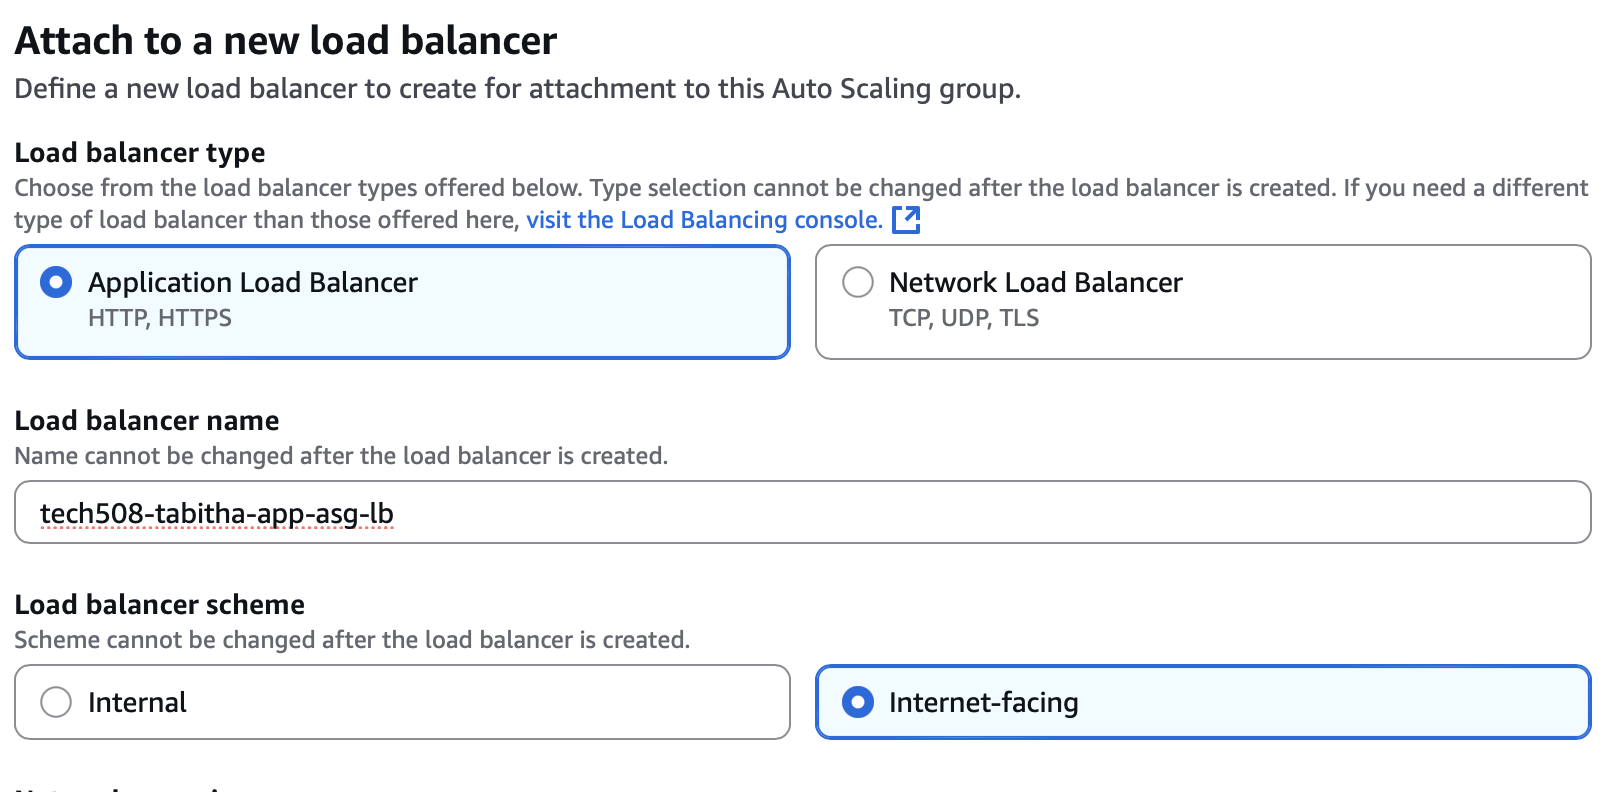 Attach to a new load balancer
Define a new load balancer to create for attachment to this Auto Scaling group.
Load balancer type
Choose from the load balancer types offered below. Type selection cannot be changed after the load balancer is created. If you need a different
type of load balancer than those offered here, visit the Load Balancing console.
Application Load Balancer
HTTP, HTTPS
Network Load Balancer
TCP, UDP, TLS
Load balancer name
Name cannot be changed after the load balancer is created.
tech508-tabitha-app-asg-lb
Load balancer scheme
Scheme cannot be changed after the load balancer is created.
Internal
Internet-facing